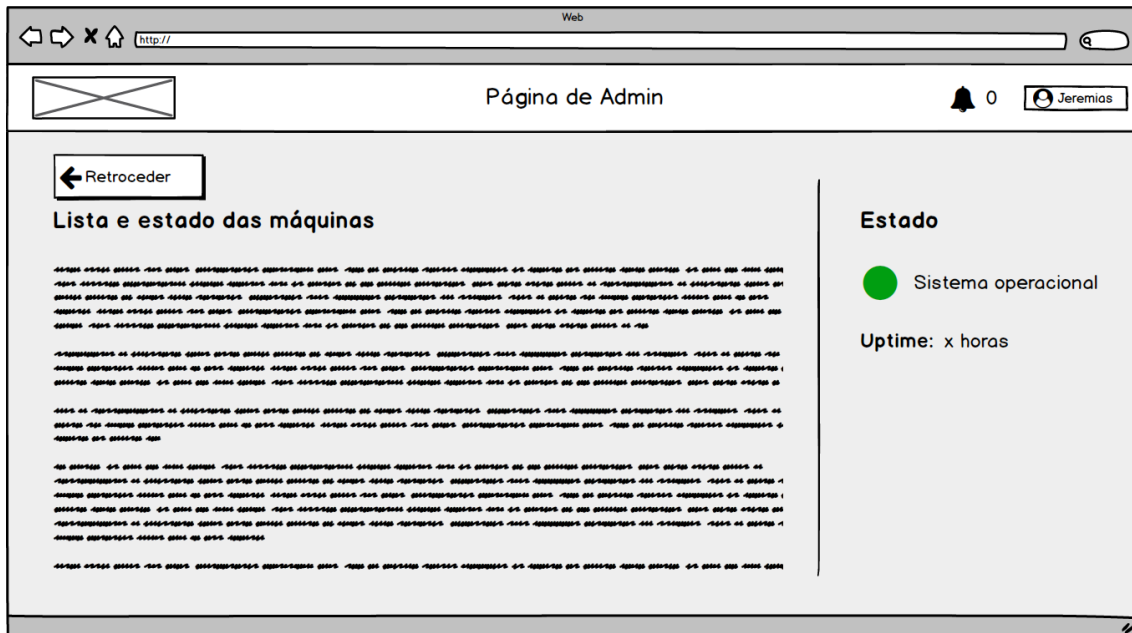 Web
http://
Página de Admin
0
Jeremias
Retroceder
Lista e estado das máquinas
Estado
Sistema operacional
Uptime: x horas